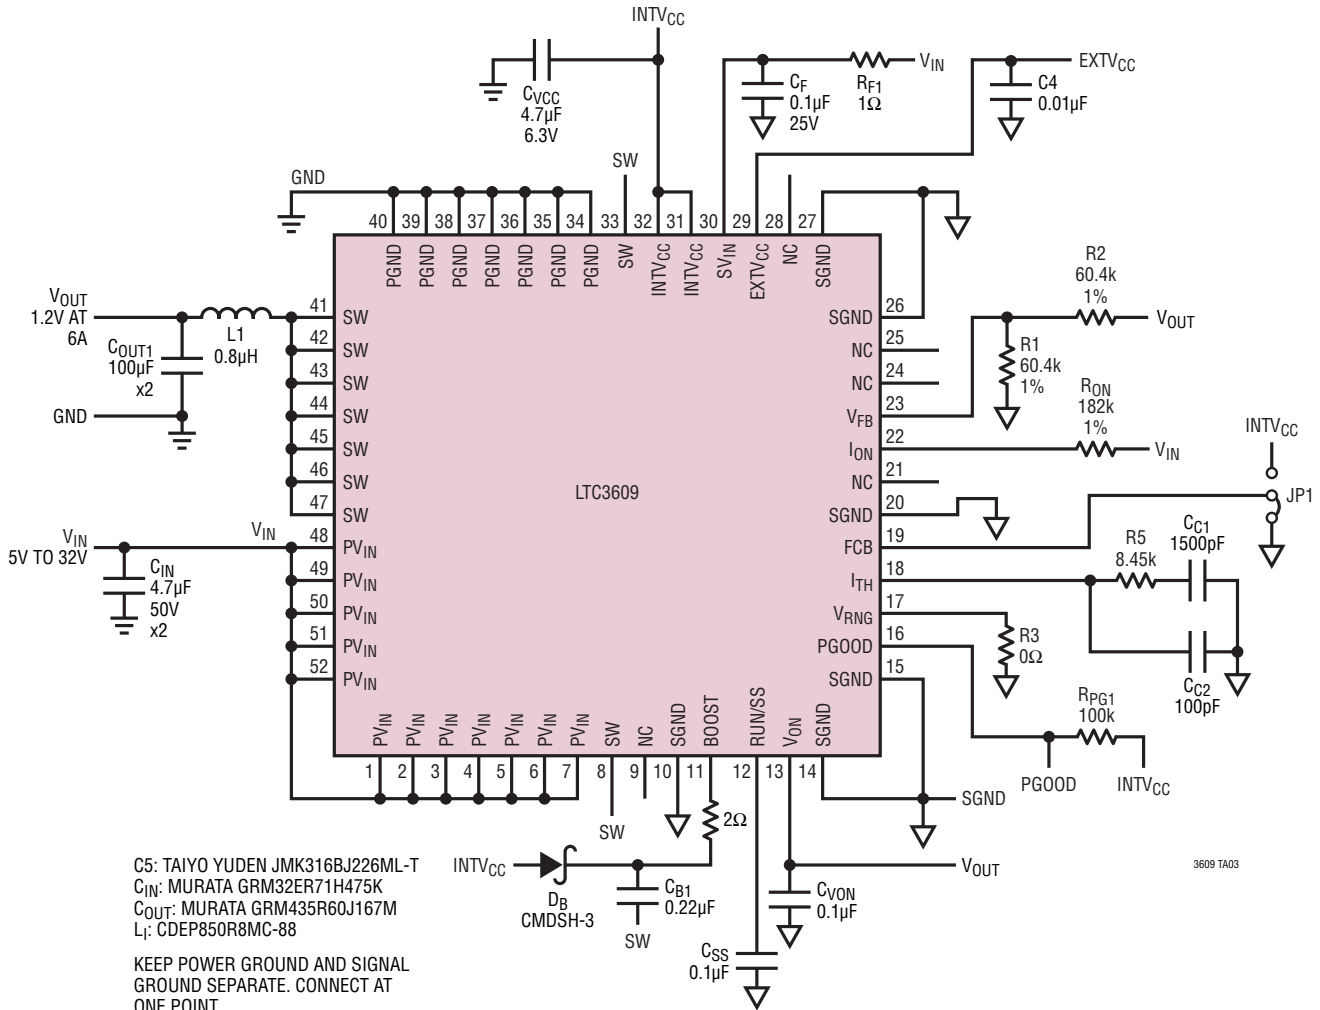 INTVCC
CVCC
4.7µF
6.3V
CF
0.1µF
25V
RF1
1Ω
VIN
EXTVCC
C4
0.01µF
GND
SW
40 39 38 37 36 35 34 33 32 31 30 29 28 27
PGND PGND PGND PGND PGND PGND PGND SW INTVCC INTVCC SVIN EXTVCC NC SGND
VOUT
1.2V AT
6A
COUT1
100µF
x2
L1
0.8µH
GND
VIN
5V TO 32V
CIN
4.7µF
50V
x2
VIN
41 SW
42 SW
43 SW
44 SW
45 SW
46 SW
47 SW
48 PVIN
49 PVIN
50 PVIN
51 PVIN
52 PVIN
LTC3609
SGND 26
NC 25
NC 24
VFB 23
ION 22
NC 21
SGND 20
FCB 19
ITH 18
VRNG 17
PGOOD 16
SGND 15
R2
60.4k
1%
VOUT
R1
60.4k
1%
RON
182k
1%
VIN
INTVCC
JP1
R5
8.45k
CC1
1500pF
CC2
100pF
R3
0Ω
RPG1
100k
PGOOD
INTVCC
PVIN PVIN PVIN PVIN PVIN PVIN PVIN SW NC SGND BOOST RUN/SS VON SGND
1 2 3 4 5 6 7 8 9 10 11 12 13 14
SW
2Ω
SGND
INTVCC
DB
CMDSH-3
CB1
0.22µF
SW
VOUT
CVON
0.1µF
CSS
0.1µF
3609 TA03
C5: TAIYO YUDEN JMK316BJ226ML-T
CIN: MURATA GRM32ER71H475K
COUT: MURATA GRM435R60J167M
LI: CDEP850R8MC-88
KEEP POWER GROUND AND SIGNAL
GROUND SEPARATE. CONNECT AT
ONE POINT